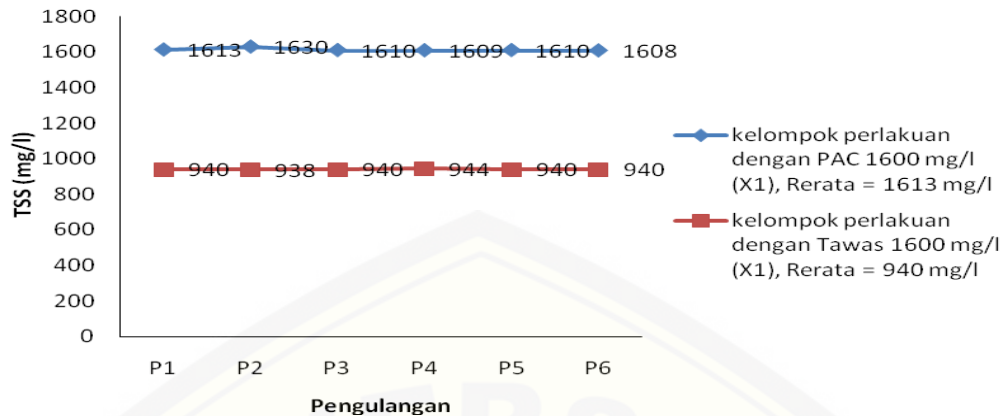 1800
1600
1400
1200
1000
800
600
400
200
0
TSS (mg/l)
1613 1630 1610 1609 1610 1608
940 938 940 944 940 940
P1 P2 P3 P4 P5 P6
Pengulangan
kelompok perlakuan
dengan PAC 1600 mg/l
(X1), Rerata = 1613 mg/l
kelompok perlakuan
dengan Tawas 1600 mg/l
(X1), Rerata = 940 mg/l